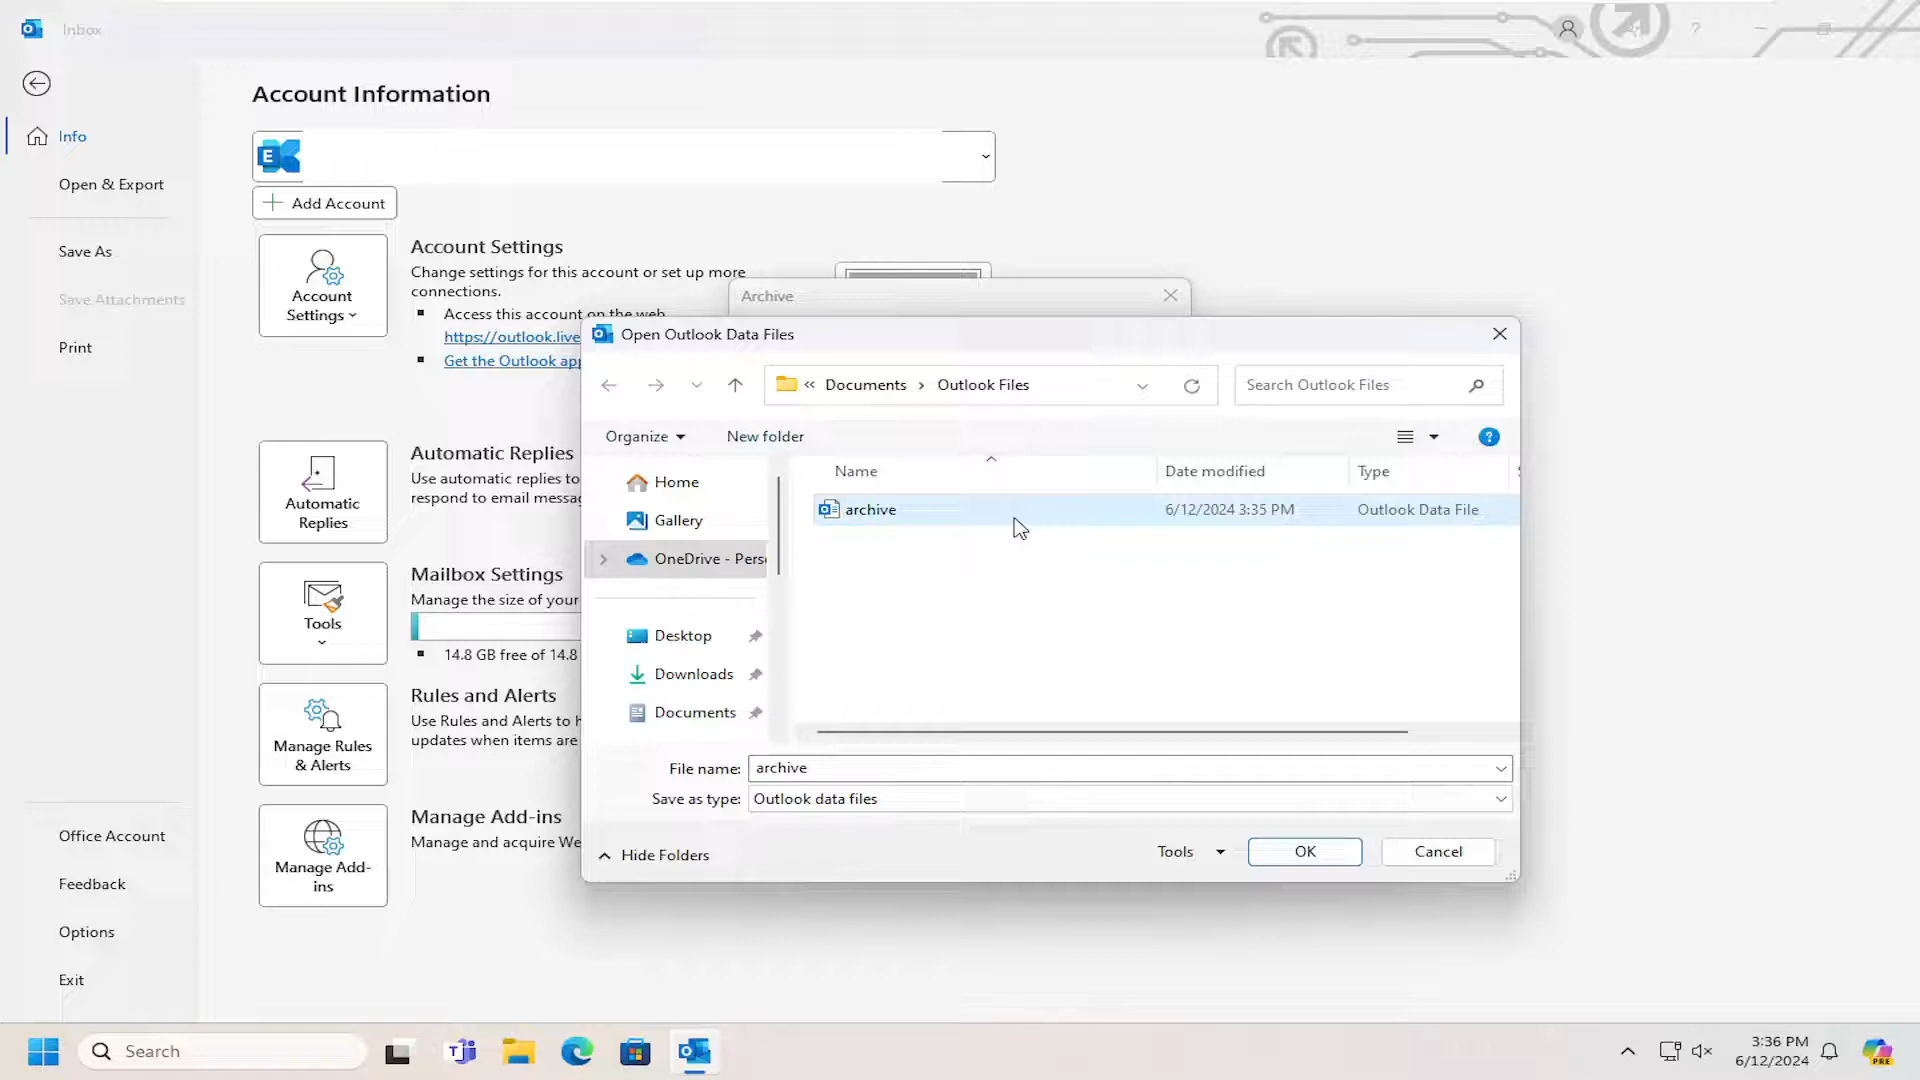 Inbox
?
Account Information
Info
E
Open & Export
Add Account
Save As
Account Settings
Account
Settings
Change settings for this account or set up more
connections.
Save Attachments
Access this account on the web.
https://outlook.live
Get the Outlook app
Print
Archive
Open Outlook Data Files
« Documents › Outlook Files
Search Outlook Files
Organize
New folder
?
Name
Date modified
Type
Home
Gallery
OneDrive - Pers
archive
6/12/2024 3:35 PM
Outlook Data File
Desktop
Downloads
Documents
File name: archive
Save as type: Outlook data files
Hide Folders
Tools
OK
Cancel
Automatic
Replies
Automatic Replies
Use automatic replies to
respond to email messag
Tools
Mailbox Settings
Manage the size of your
14.8 GB free of 14.8
Manage Rules
& Alerts
Rules and Alerts
Use Rules and Alerts to h
updates when items are
Manage Add-
ins
Manage Add-ins
Manage and acquire We
Office Account
Feedback
Options
Exit
Search
3:36 PM
6/12/2024
PRE